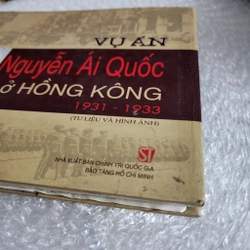 VỤ ÁN
Nguyễn Ái Quốc
Ở HỒNG KÔNG
1931 - 1933
(TƯ LIỆU VÀ HÌNH ẢNH)
ST
NHÀ XUẤT BẢN CHÍNH TRỊ QUỐC GIA
BẢO TÀNG HỒ CHÍ MINH